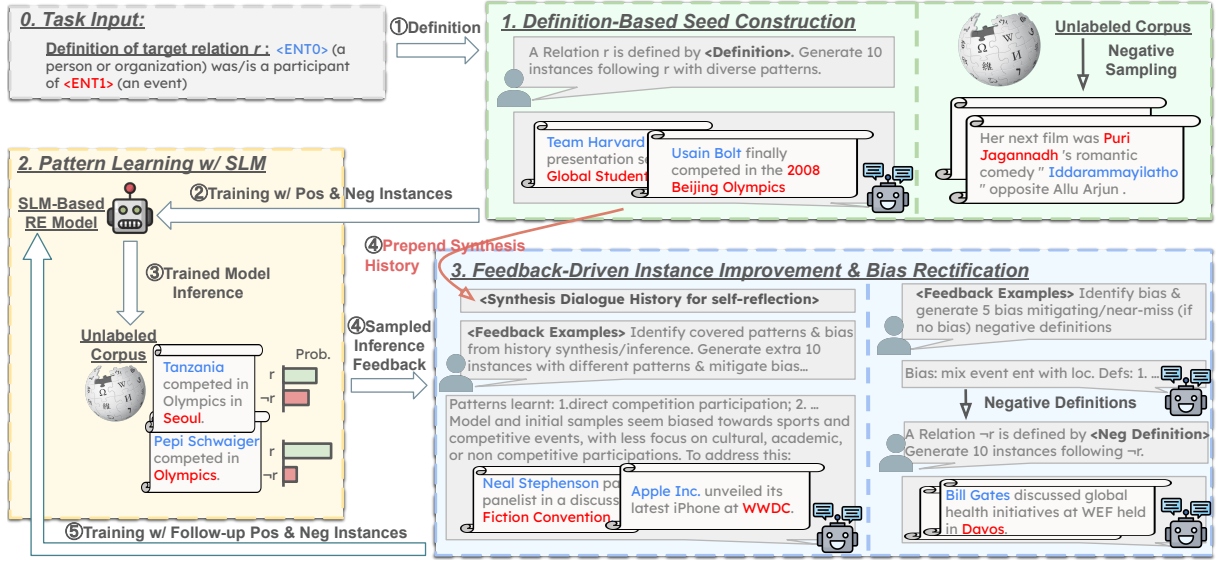 0. Task Input:
Definition of target relation r : <ENT0> (a
person or organization) was/is a participant
of <ENT1> (an event)
①Definition
1. Definition-Based Seed Construction
A Relation r is defined by <Definition>. Generate 10
instances following r with diverse patterns.
Team Harvard
presentation se
Global Student
Usain Bolt finally
competed in the 2008
Beijing Olympics
Unlabeled Corpus
Negative
Sampling
Her next film was Puri
Jagannadh 's romantic
comedy " Iddarammayilatho
" opposite Allu Arjun .
2. Pattern Learning w/ SLM
SLM-Based
RE Model
②Training w/ Pos & Neg Instances
③Trained Model
Inference
Unlabeled
Corpus
Tanzania
competed in
Olympics in
Seoul.
Pepi Schwaiger
competed in
Olympics.
Prob.
r
¬r
r
¬r
④Prepend Synthesis
History
④Sampled
Inference
Feedback
3. Feedback-Driven Instance Improvement & Bias Rectification
<Synthesis Dialogue History for self-reflection>
<Feedback Examples> Identify covered patterns & bias
from history synthesis/inference. Generate extra 10
instances with different patterns & mitigate bias...
Patterns learnt: 1.direct competition participation; 2. ...
Model and initial samples seem biased towards sports and
competitive events, with less focus on cultural, academic,
or non competitive participations. To address this:
Neal Stephenson pa
panelist in a discuss
Fiction Convention
Apple Inc. unveiled its
latest iPhone at WWDC.
<Feedback Examples> Identify bias &
generate 5 bias mitigating/near-miss (if
no bias) negative definitions
Bias: mix event ent with loc. Defs: 1. ...
Negative Definitions
A Relation ¬r is defined by <Neg Definition>
Generate 10 instances following ¬r.
Bill Gates discussed global
health initiatives at WEF held
in Davos.
⑤Training w/ Follow-up Pos & Neg Instances